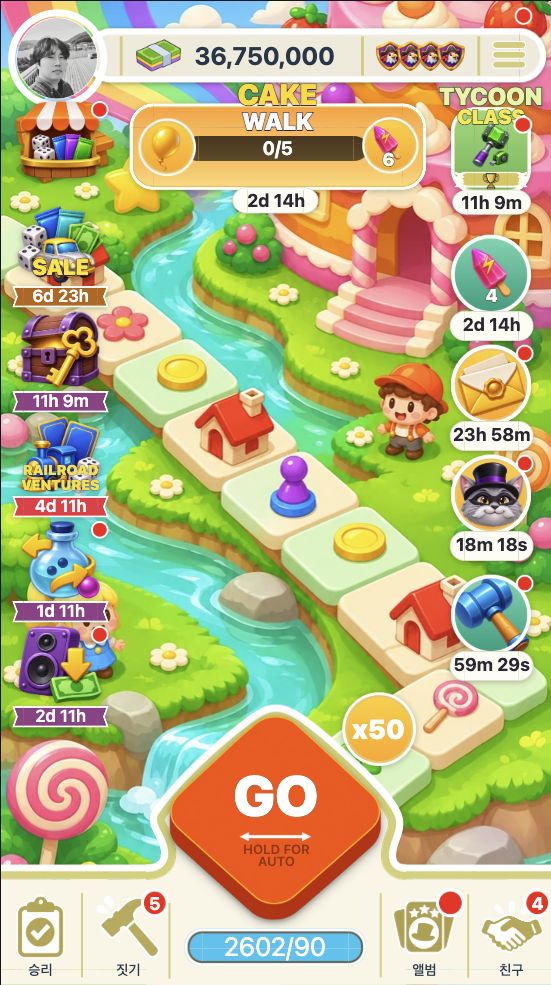 36,750,000
CAKE
WALK
0/5
6
2d 14h
TYCOON
CLASS
11h 9m
SALE
6d 23h
4
2d 14h
11h 9m
23h 58m
RAILROAD
VENTURES
4d 11h
18m 18s
1d 11h
59m 29s
2d 11h
x50
GO
HOLD FOR
AUTO
5
4
2602/90
승리
짓기
앨범
친구